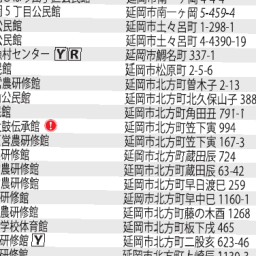 ５丁目公民館 延岡市南一ヶ岡 5-459-4
公民館 延岡市土々呂町 1-298-1
公民館 延岡市土々呂町 4-4390-19
村センター Y R 延岡市鯛名町 337-1
民館 延岡市松原町 2-5-6
農研修館 延岡市北方町曽木子 2-13
公民館 延岡市北方町北久保山子 388
民館 延岡市北方町角田丑 791-1
鼓伝承館 ! 延岡市北方町笠下寅 994
営農研修館 延岡市北方町笠下寅 167-3
研修館 延岡市北方町蔵田辰 724
農研修館 延岡市北方町蔵田辰 63-42
農研修館 延岡市北方町早日渡巳 259
研修館 延岡市北方町早中巳 1160-1
農研修館 延岡市北方町藤の木酉 1268
学校体育館 延岡市北方町板下戌 465
研修館 Y 延岡市北方町二股亥 623-46